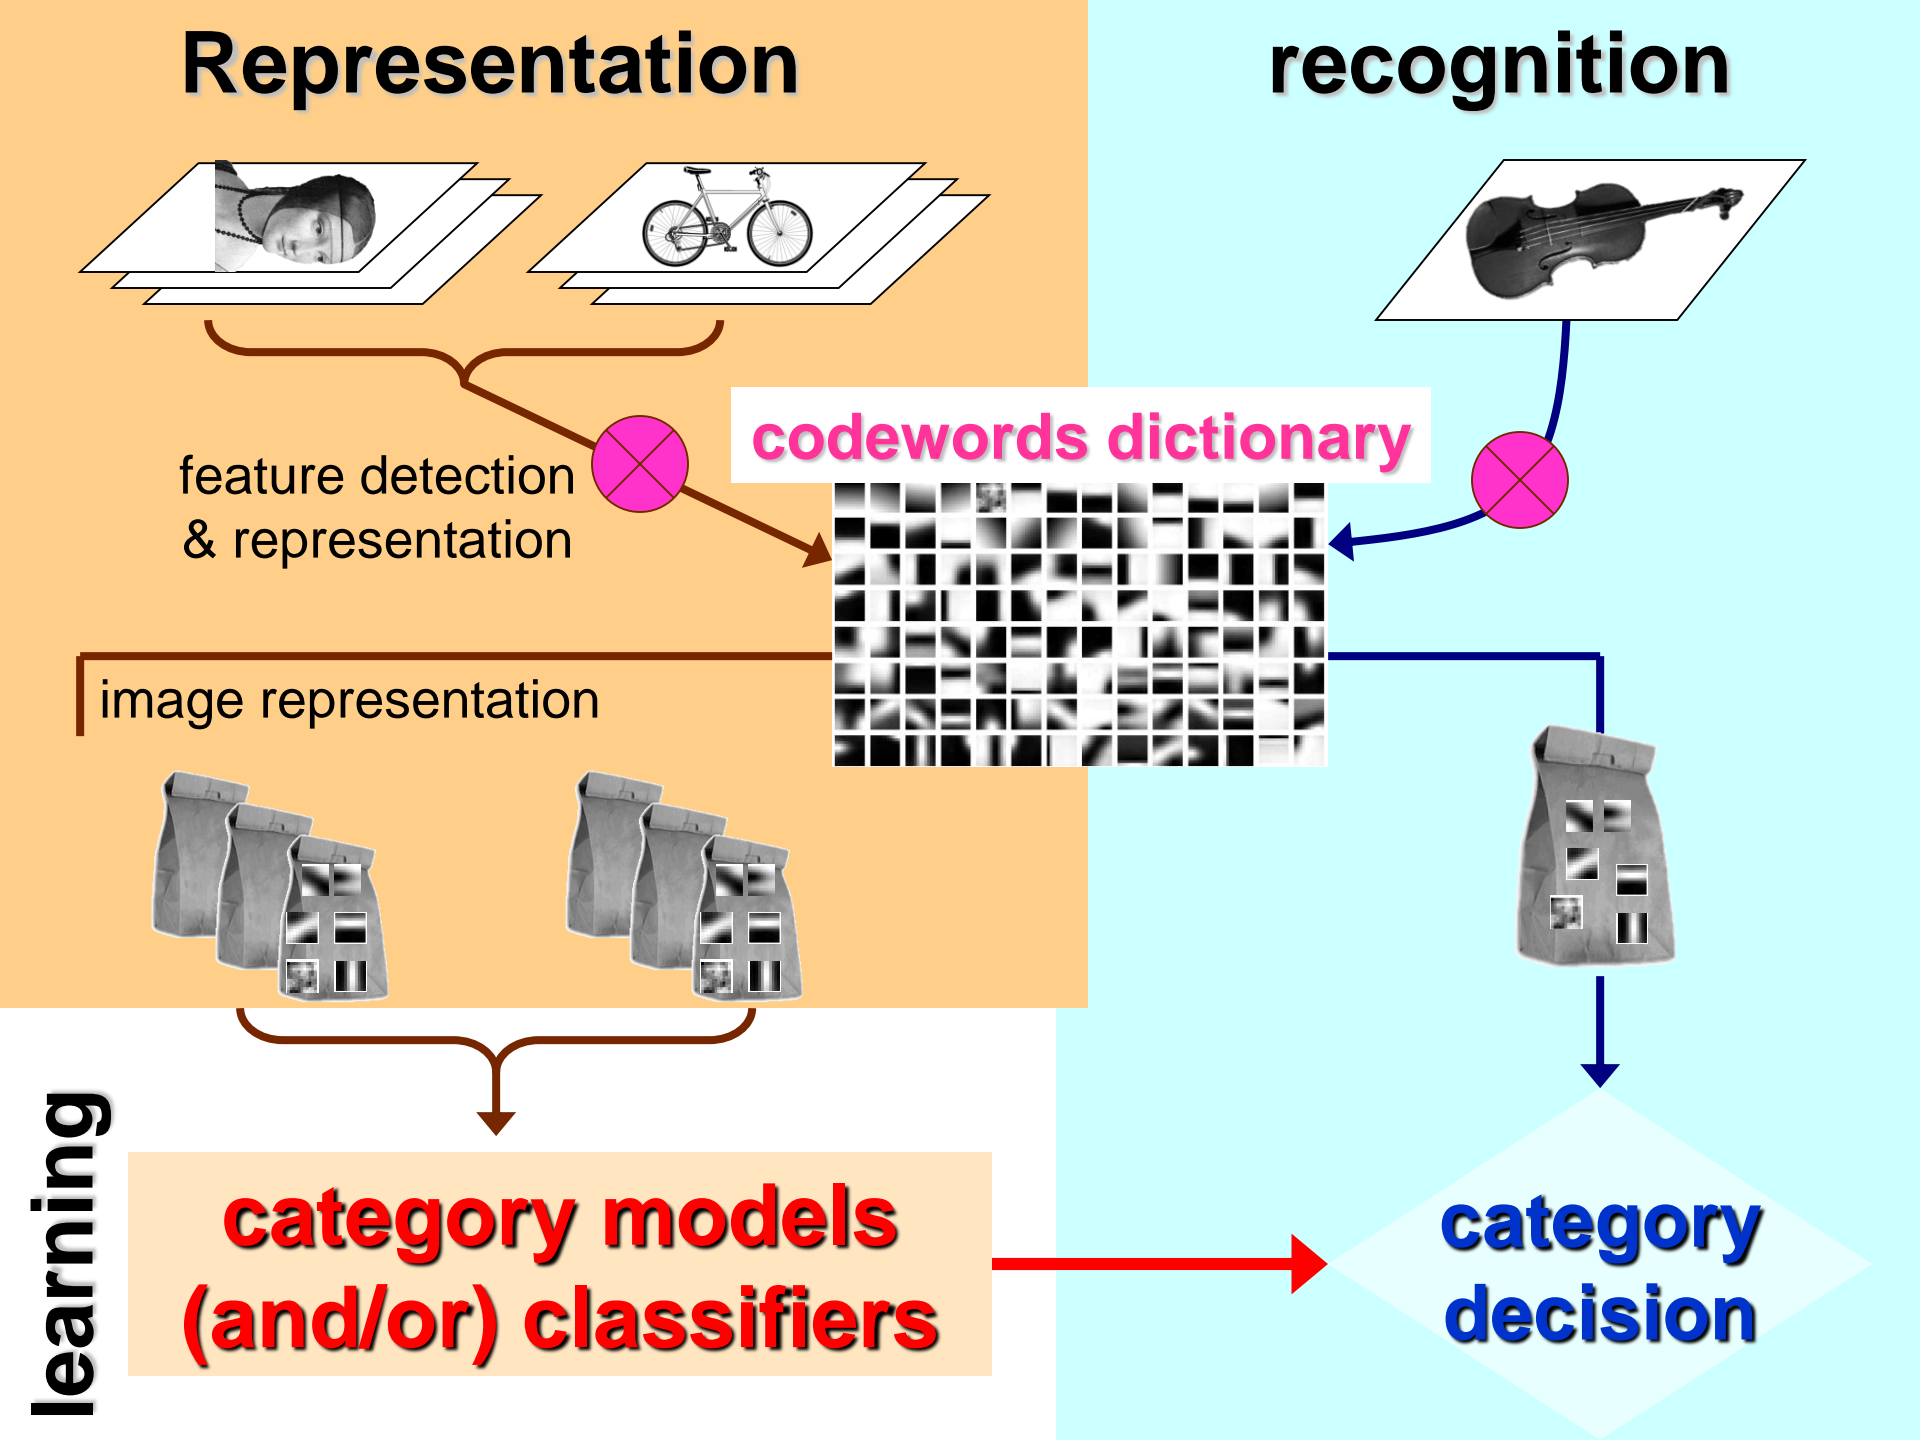 Representation
recognition
codewords dictionary
feature detection
& representation
image representation
learning
category models
(and/or) classifiers
category
decision